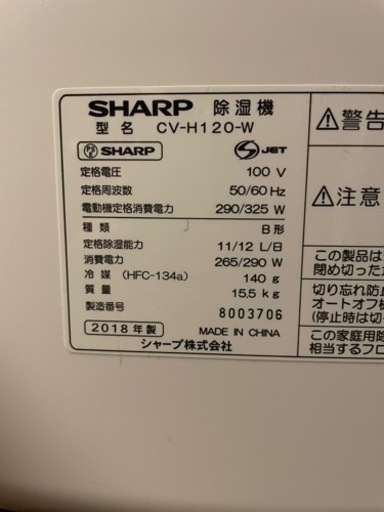 SHARP 除湿機
型名 CV-H120-W
PS E SHARP JET
定格電圧 100 V
定格周波数 50/60 Hz
電動機定格消費電力 290/325 W
種類 B形
定格除湿能力 11/12 L/日
消費電力 265/290 W
冷媒 (HFC-134a) 140 g
質量 15.5 kg
製造番号 8003706
2018年製 MADE IN CHINA
シャープ株式会社
⚠警告
⚠注意
この製品は
閉め切った
切り忘れ防止
オートオフ機
(停止時は切
この家庭用除
相当するフロ